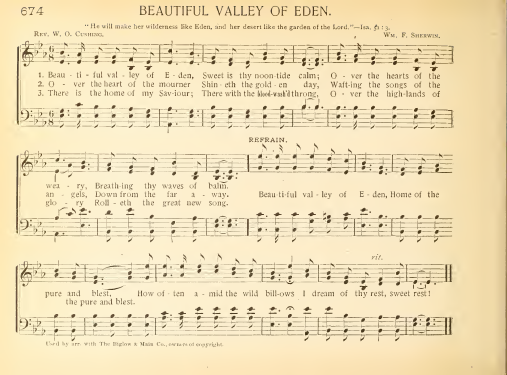 674
BEAUTIFUL VALLEY OF EDEN.
"He will make her wilderness like Eden, and her desert like the garden of the Lord."—Isa. 51:3.
Rev. W. O. Cushing. Wm. F. Sherwin.
1. Beau - ti - ful val - ley of E - den, Sweet is thy noon-tide calm; O - ver the hearts of the
2. O - ver the heart of the mourner Shin - eth the gold - en day, Waft-ing the songs of the
3. There is the home of my Sav-iour; There with the blood-wash'd throng, O - ver the high-lands of
wea - ry, Breath-ing thy waves of balm.
an - gels, Down from the far a - way.
glo - ry Roll - eth the great new song.
REFRAIN.
Beau-ti-ful val - ley of E - den, Home of the
rit.
pure and blest, How of - ten a - mid the wild bil-lows I dream of thy rest, sweet rest!
the pure and blest.
Used by arr. with The Biglow & Main Co., owners of copyright.